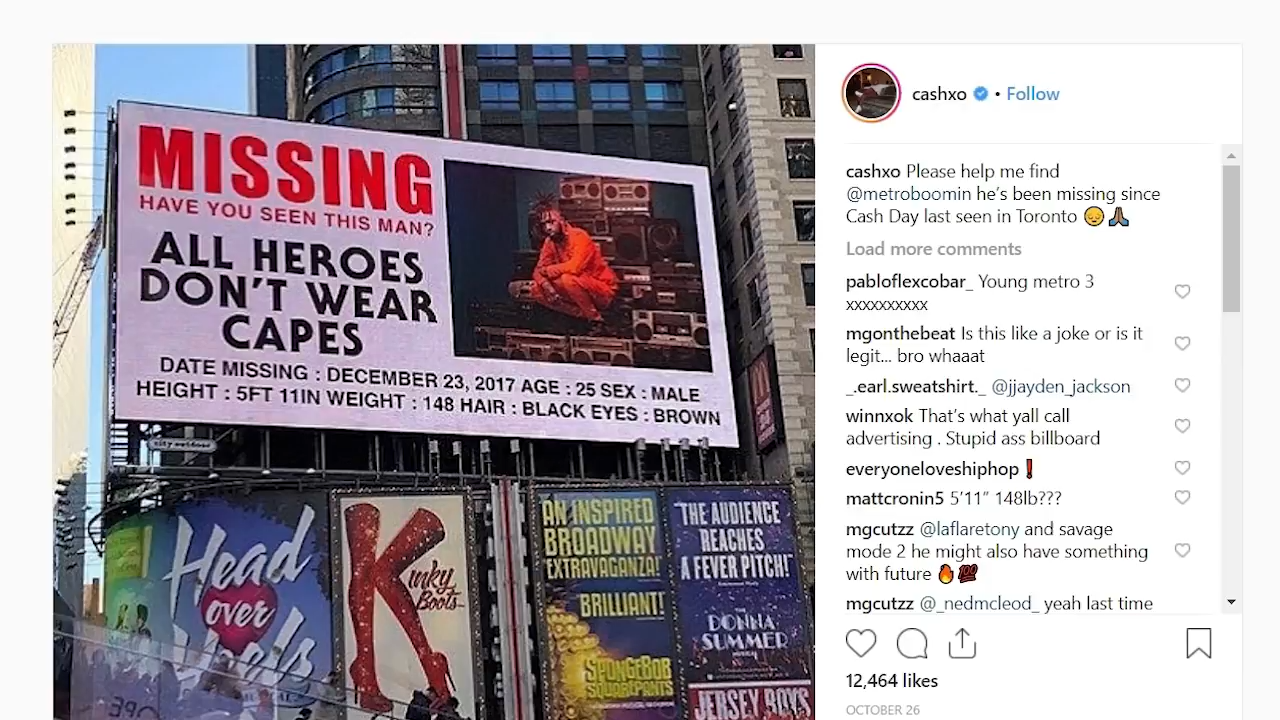 MISSING
HAVE YOU SEEN THIS MAN?
ALL HEROES
DON'T WEAR
CAPES
DATE MISSING : DECEMBER 23, 2017 AGE : 25 SEX : MALE
HEIGHT : 5FT 11IN WEIGHT : 148 HAIR : BLACK EYES : BROWN
city outdoor
Head
over
Heels
Kinky
Boots
AN INSPIRED
BROADWAY
EXTRAVAGANZA!
BRILLIANT!
SPONGEBOB
SQUAREPANTS
"THE AUDIENCE
REACHES
A FEVER PITCH!"
THE
DONNA
SUMMER
MUSICAL
JERSEY BOYS
cashxo • Follow
cashxo Please help me find
@metroboomin he’s been missing since
Cash Day last seen in Toronto 😔🙏🏾
Load more comments
pabloflexcobar_ Young metro 3
xxxxxxxxxx
mgonthebeat Is this like a joke or is it
legit... bro whaaat
_.earl.sweatshirt._ @jjayden_jackson
winnxok That’s what yall call
advertising . Stupid ass billboard
everyoneloveshiphop❗
mattcronin5 5’11” 148lb???
mgcutzz @laflaretony and savage
mode 2 he might also have something
with future 🔥💯
mgcutzz @_nedmcleod_ yeah last time
12,464 likes
OCTOBER 26